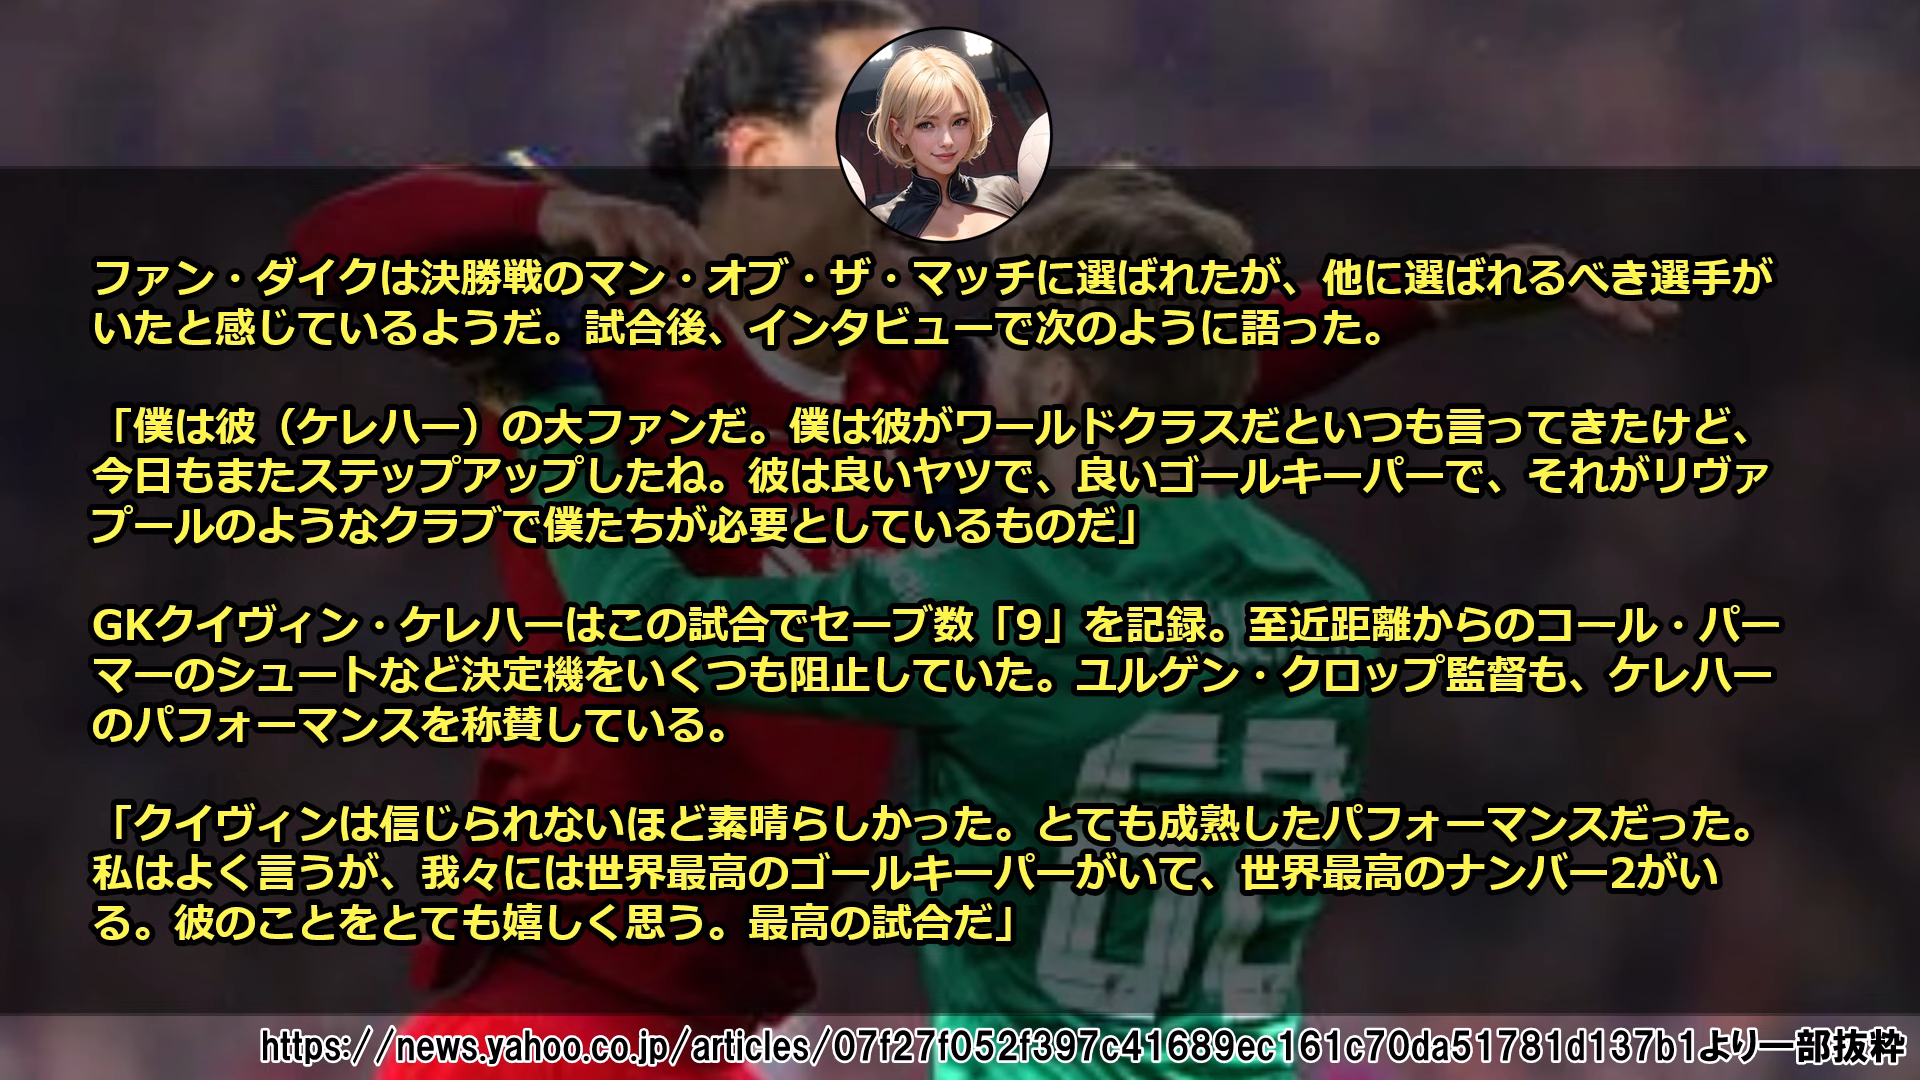 ファン・ダイクは決勝戦のマン・オブ・ザ・マッチに選ばれたが、他に選ばれるべき選手が
いたと感じているようだ。試合後、インタビューで次のように語った。
「僕は彼（ケレハー）の大ファンだ。僕は彼がワールドクラスだといつも言ってきたけど、
今日もまたステップアップしたね。彼は良いヤツで、良いゴールキーパーで、それがリヴァ
プールのようなクラブで僕たちが必要としているものだ」
GKクイヴィン・ケレハーはこの試合でセーブ数「9」を記録。至近距離からのコール・パー
マーのシュートなど決定機をいくつも阻止していた。ユルゲン・クロップ監督も、ケレハー
のパフォーマンスを称賛している。
「クイヴィンは信じられないほど素晴らしかった。とても成熟したパフォーマンスだった。
私はよく言うが、我々には世界最高のゴールキーパーがいて、世界最高のナンバー2がい
る。彼のことをとても嬉しく思う。最高の試合だ」
62
https://news.yahoo.co.jp/articles/07f27f052f397c41689ec161c70da51781d137b1より一部抜粋